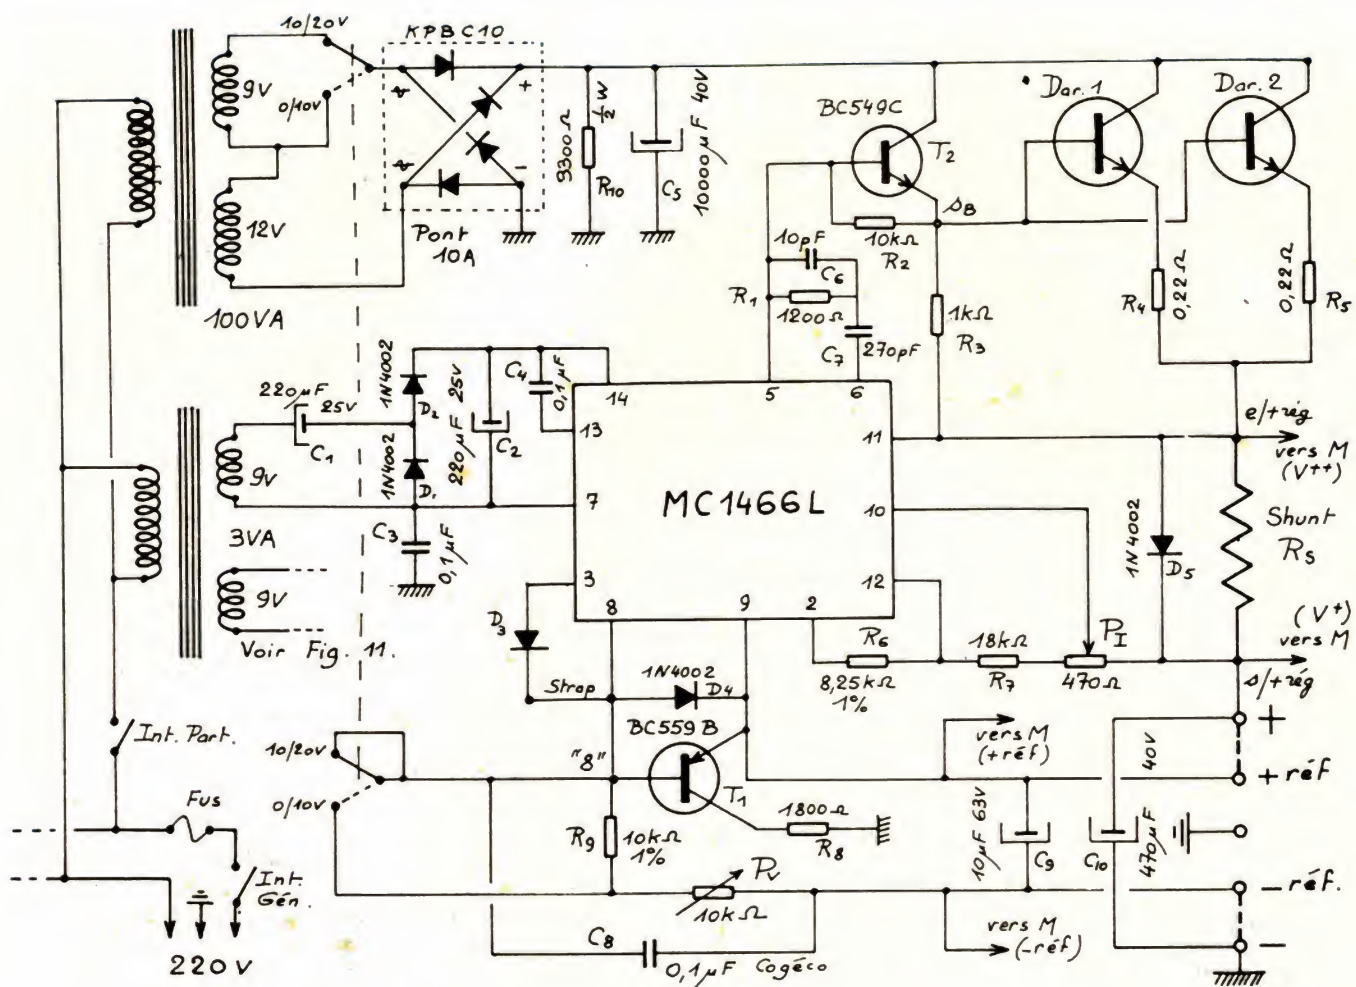 10/20V
KPBC10
9V
0/10V
12V
Pont
10A
100VA
+
-
3300Ω
½W
R10
C5
10000µF 40V
BC549C
T2
Dar. 1
Dar. 2
sB
10kΩ
R2
10pF
C6
R1
1200Ω
C7
270pF
1kΩ
R3
R4
0,22Ω
0,22Ω
R5
220µF
25V
C1
1N4002
D2
1N4002
D1
220µF 25V
C2
C4
0,1µF
C3
0,1µF
9V
3VA
9V
Voir Fig. 11.
14
13
7
3
8
9
2
5
6
11
10
12
MC1466L
e/+rég
vers M
(V++)
1N4002
D5
Shunt
RS
(V+)
vers M
s/+rég
D3
Strap
1N4002
D4
R6
8,25kΩ
1%
18kΩ
R7
PI
470Ω
Int. Part.
10/20V
0/10V
"8"
BC559B
T1
1800Ω
R8
R9
10kΩ
1%
PV
10kΩ
C8
0,1µF Cogéco
vers M
(+réf)
vers M
(-réf)
10µF 63V
C9
C10
470µF
40V
+
+ réf
- réf.
-
Fus
Int.
Gén.
220V